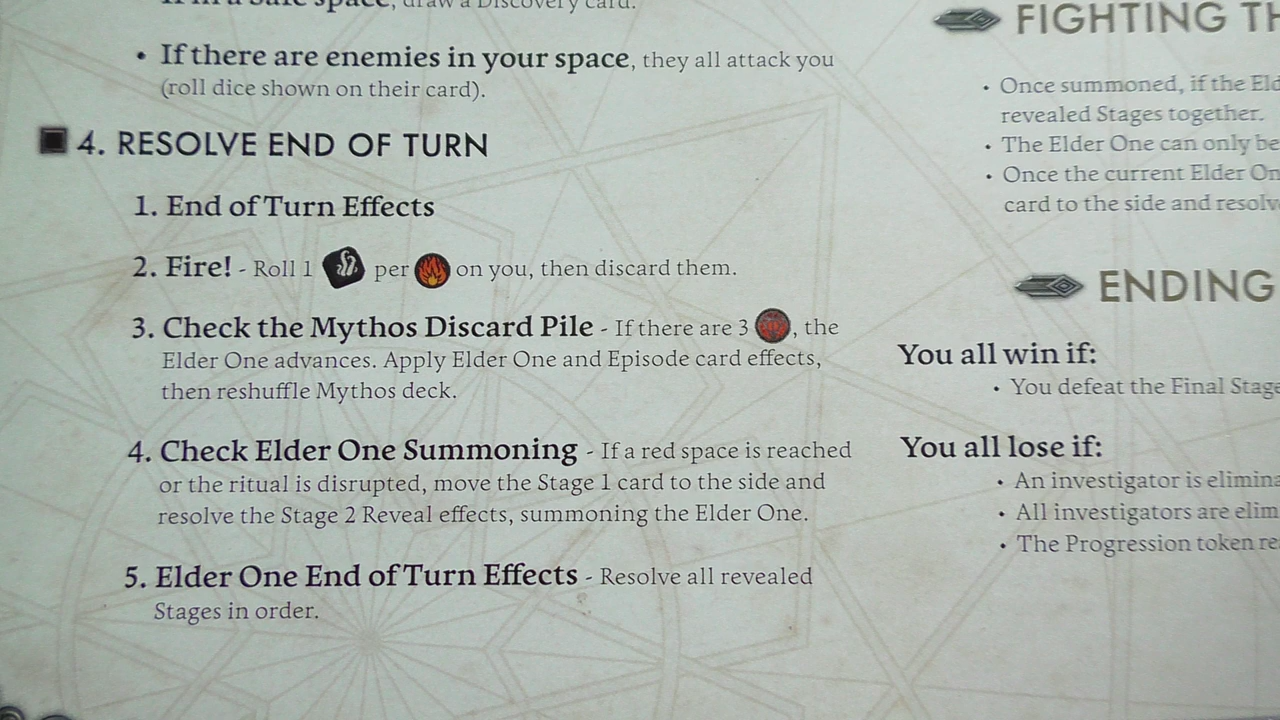 draw a Discovery card.
• If there are enemies in your space, they all attack you
(roll dice shown on their card).
4. RESOLVE END OF TURN
1. End of Turn Effects
2. Fire! - Roll 1 per on you, then discard them.
3. Check the Mythos Discard Pile - If there are 3 , the
Elder One advances. Apply Elder One and Episode card effects,
then reshuffle Mythos deck.
4. Check Elder One Summoning - If a red space is reached
or the ritual is disrupted, move the Stage 1 card to the side and
resolve the Stage 2 Reveal effects, summoning the Elder One.
5. Elder One End of Turn Effects - Resolve all revealed
Stages in order.
FIGHTING
• Once summoned, if the
revealed Stages together.
• The Elder One can only be
• Once the current Elder
card to the side and
ENDING
You all win if:
• You defeat the Final
You all lose if:
• An investigator is
• All investigators are
• The Progression token